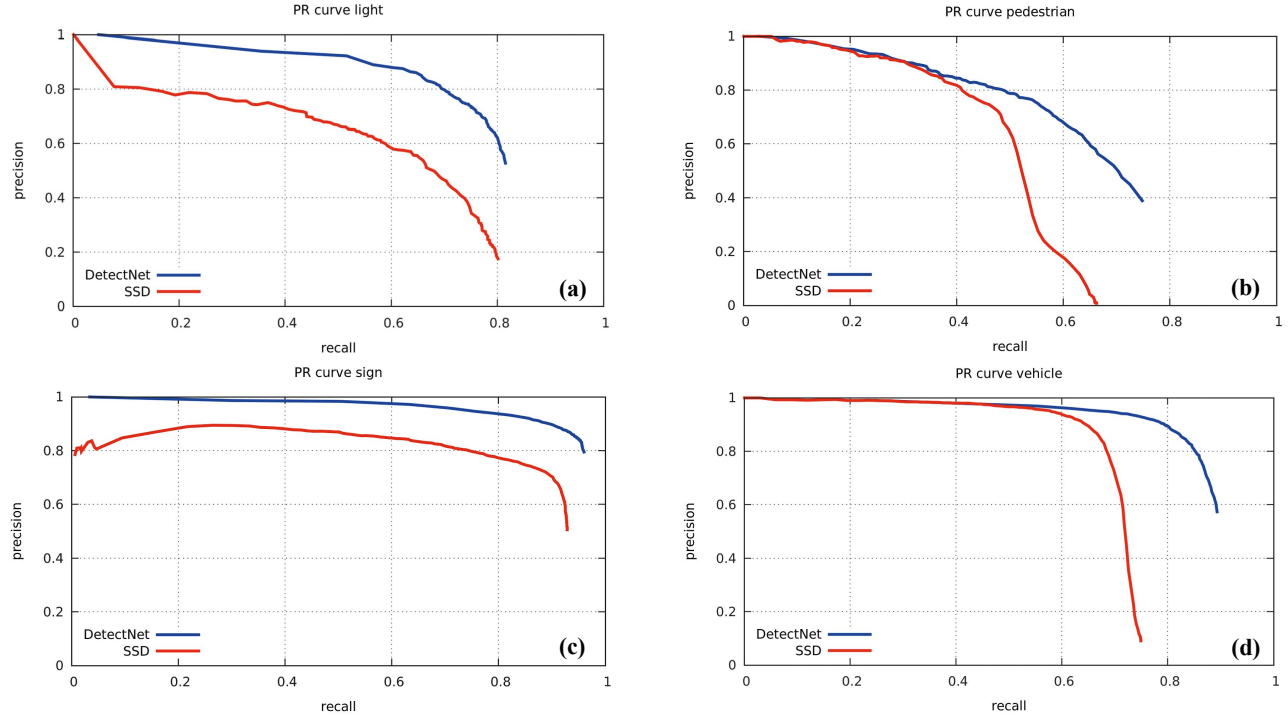 PR curve light
precision
1
0.8
0.6
0.4
0.2
0
DetectNet
SSD
(a)
0 0.2 0.4 0.6 0.8 1
recall
PR curve pedestrian
precision
1
0.8
0.6
0.4
0.2
0
DetectNet
SSD
(b)
0 0.2 0.4 0.6 0.8 1
recall
PR curve sign
precision
1
0.8
0.6
0.4
0.2
0
DetectNet
SSD
(c)
0 0.2 0.4 0.6 0.8 1
recall
PR curve vehicle
precision
1
0.8
0.6
0.4
0.2
0
DetectNet
SSD
(d)
0 0.2 0.4 0.6 0.8 1
recall